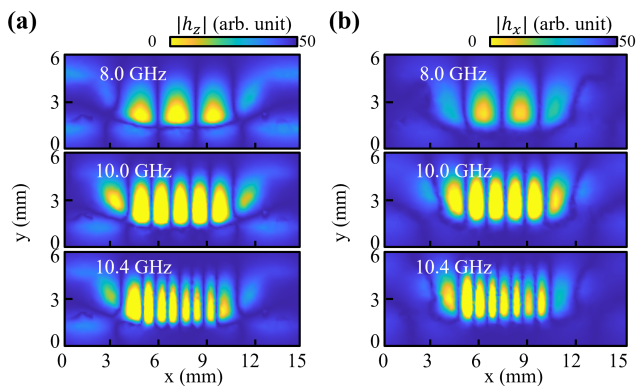 (a)
|h_z| (arb. unit)
0 50
8.0 GHz
6
3
0
10.0 GHz
6
3
0
10.4 GHz
6
3
0
y (mm)
0 3 6 9 12 15
x (mm)
(b)
|h_x| (arb. unit)
0 50
8.0 GHz
6
3
0
10.0 GHz
6
3
0
10.4 GHz
6
3
0
y (mm)
0 3 6 9 12 15
x (mm)